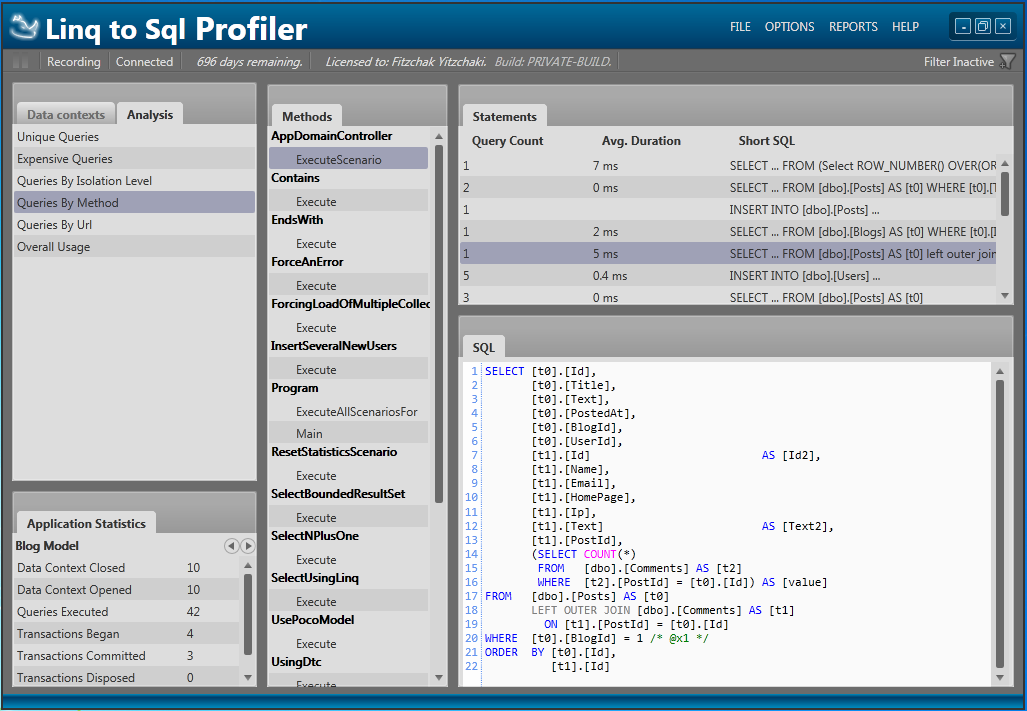 Linq to Sql Profiler
FILE OPTIONS REPORTS HELP
Recording Connected 696 days remaining. Licensed to: Fitzchak Yitzchaki. Build: PRIVATE-BUILD. Filter Inactive
Data contexts Analysis
Unique Queries
Expensive Queries
Queries By Isolation Level
Queries By Method
Queries By Url
Overall Usage
Application Statistics
Blog Model
Data Context Closed 10
Data Context Opened 10
Queries Executed 42
Transactions Began 4
Transactions Committed 3
Transactions Disposed 0
Methods
AppDomainController
ExecuteScenario
Contains
Execute
EndsWith
Execute
ForceAnError
Execute
ForcingLoadOfMultipleCollec
Execute
InsertSeveralNewUsers
Execute
Program
ExecuteAllScenariosFor
Main
ResetStatisticsScenario
Execute
SelectBoundedResultSet
Execute
SelectNPlusOne
Execute
SelectUsingLinq
Execute
UsePocoModel
Execute
UsingDtc
Execute
Statements
Query Count Avg. Duration Short SQL
1 7 ms SELECT ... FROM (Select ROW_NUMBER() OVER(OR
2 0 ms SELECT ... FROM [dbo].[Posts] AS [t0] WHERE [t0].[T
1 INSERT INTO [dbo].[Posts] ...
1 2 ms SELECT ... FROM [dbo].[Blogs] AS [t0] WHERE [t0].[I
1 5 ms SELECT ... FROM [dbo].[Posts] AS [t0] left outer join
5 0.4 ms INSERT INTO [dbo].[Users] ...
3 0 ms SELECT ... FROM [dbo].[Posts] AS [t0]
SQL
1 SELECT [t0].[Id],
2 [t0].[Title],
3 [t0].[Text],
4 [t0].[PostedAt],
5 [t0].[BlogId],
6 [t0].[UserId],
7 [t1].[Id] AS [Id2],
8 [t1].[Name],
9 [t1].[Email],
10 [t1].[HomePage],
11 [t1].[Ip],
12 [t1].[Text] AS [Text2],
13 [t1].[PostId],
14 (SELECT COUNT(*)
15 FROM [dbo].[Comments] AS [t2]
16 WHERE [t2].[PostId] = [t0].[Id]) AS [value]
17 FROM [dbo].[Posts] AS [t0]
18 LEFT OUTER JOIN [dbo].[Comments] AS [t1]
19 ON [t1].[PostId] = [t0].[Id]
20 WHERE [t0].[BlogId] = 1 /* @x1 */
21 ORDER BY [t0].[Id],
22 [t1].[Id]